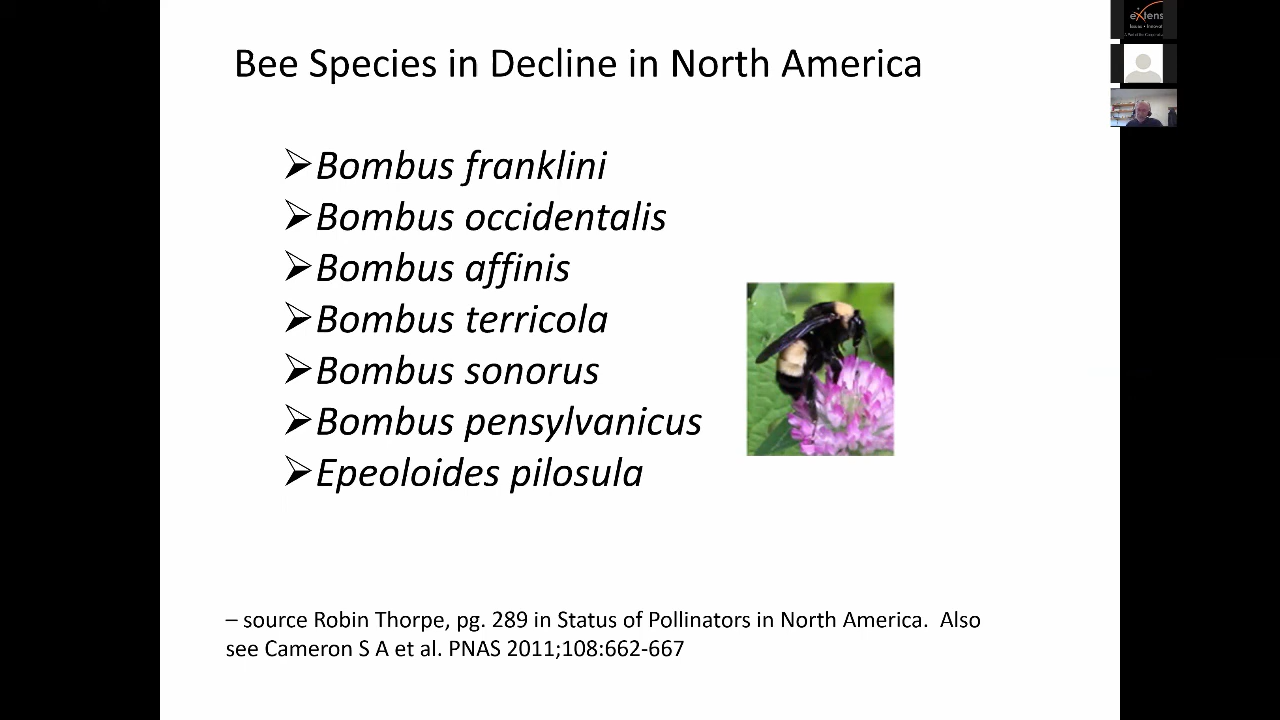 Bee Species in Decline in North America
➢Bombus franklini
➢Bombus occidentalis
➢Bombus affinis
➢Bombus terricola
➢Bombus sonorus
➢Bombus pensylvanicus
➢Epeoloides pilosula
– source Robin Thorpe, pg. 289 in Status of Pollinators in North America. Also
see Cameron S A et al. PNAS 2011;108:662-667
eXtens